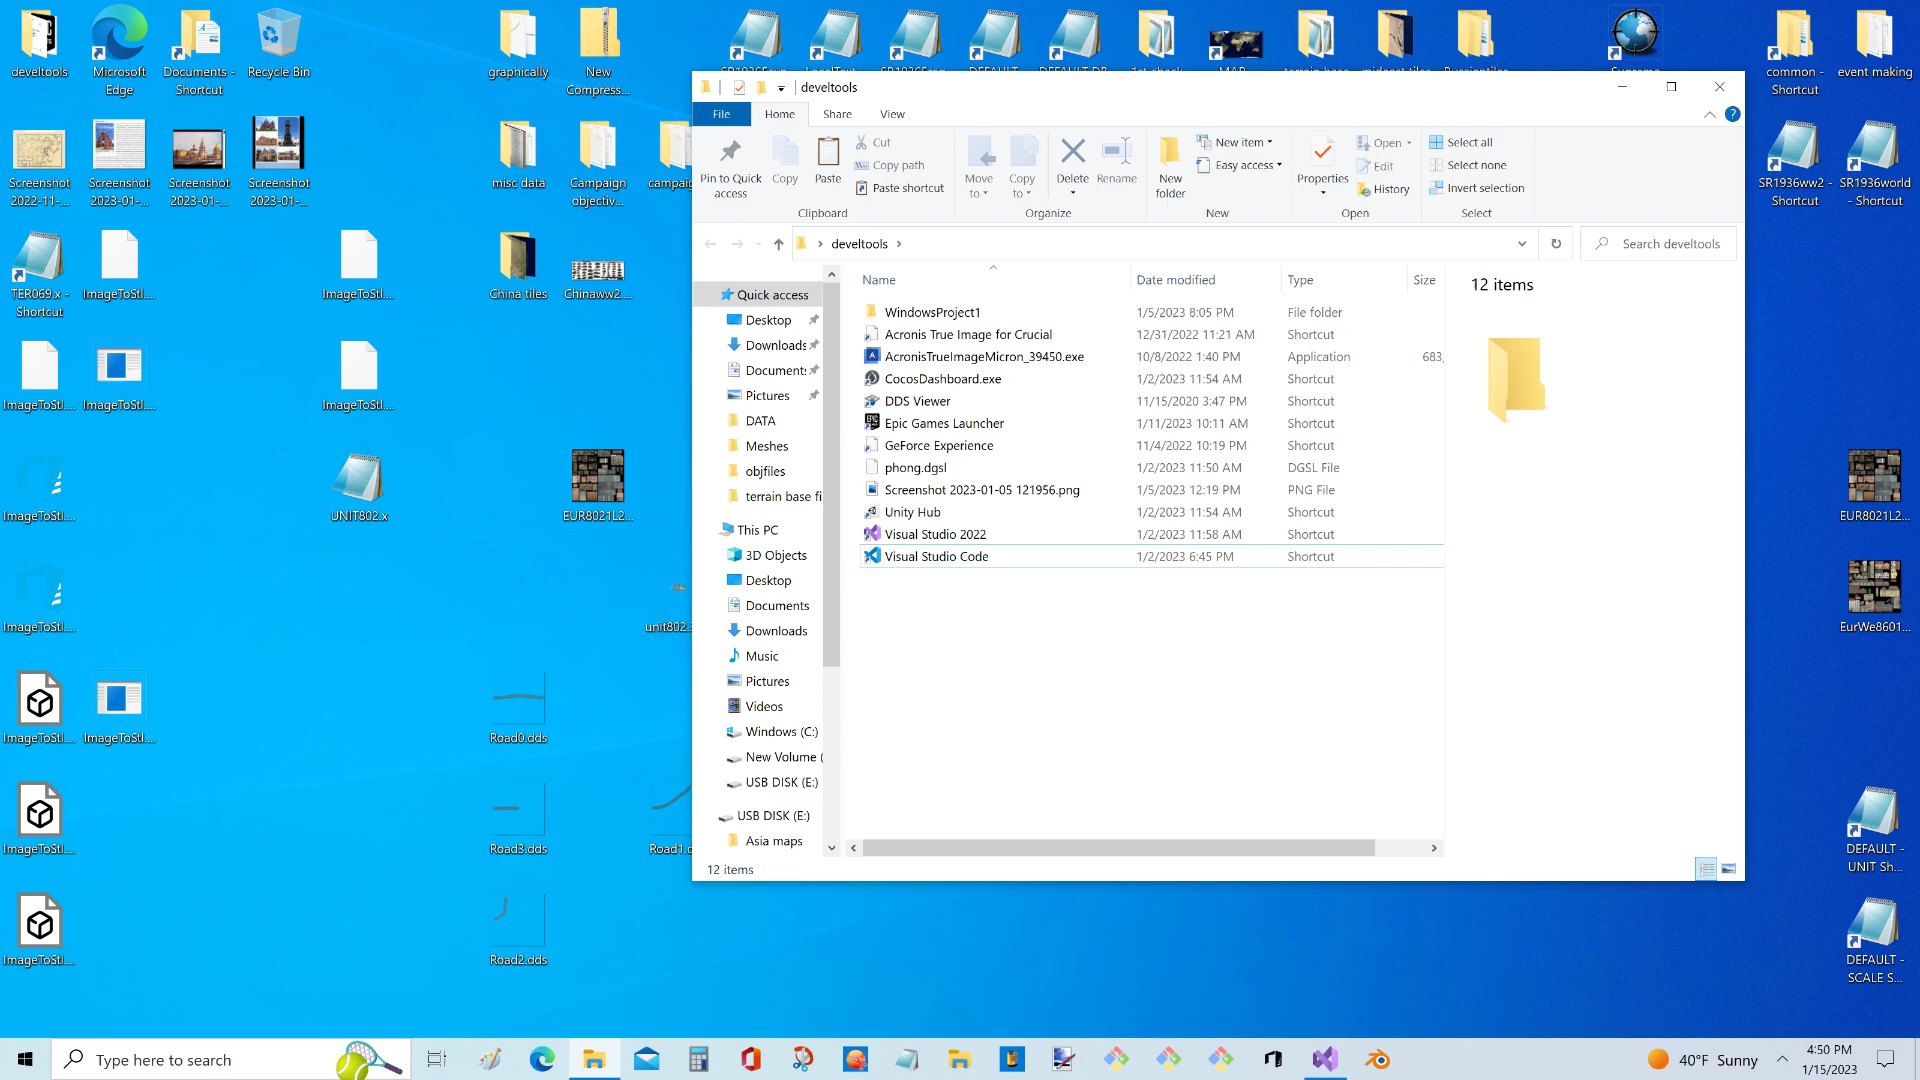 develtools
Microsoft
Edge
Documents -
Shortcut
Recycle Bin
graphically
New
Compress...
common -
Shortcut
event making
Screenshot
2022-11-...
Screenshot
2023-01-...
Screenshot
2023-01-...
Screenshot
2023-01-...
misc data
Campaign
objectiv...
campaig
SR1936ww2 -
Shortcut
SR1936world
- Shortcut
TER069.x -
Shortcut
ImageToStl....
ImageToStl....
China tiles
Chinaww2....
ImageToStl....
ImageToStl....
ImageToStl....
ImageToStl....
UNIT802.x
EUR8021L2...
EUR8021L2...
ImageToStl....
unit802.
EurWe8601...
ImageToStl....
ImageToStl....
Road0.dds
ImageToStl....
Road3.dds
Road1.d
DEFAULT -
UNIT Sh...
ImageToStl....
Road2.dds
DEFAULT -
SCALE S...
develtools
File
Home
Share
View
Pin to Quick
access
Copy
Paste
Cut
Copy path
Paste shortcut
Clipboard
Move
to
Copy
to
Delete
Rename
Organize
New
folder
New item
Easy access
New
Properties
Open
Edit
History
Open
Select all
Select none
Invert selection
Select
develtools
Search develtools
Quick access
Desktop
Downloads
Documents
Pictures
DATA
Meshes
objfiles
terrain base fi
This PC
3D Objects
Desktop
Documents
Downloads
Music
Pictures
Videos
Windows (C:)
New Volume (
USB DISK (E:)
USB DISK (E:)
Asia maps
Name Date modified Type Size
WindowsProject1 1/5/2023 8:05 PM File folder
Acronis True Image for Crucial 12/31/2022 11:21 AM Shortcut
AcronisTrueImageMicron_39450.exe 10/8/2022 1:40 PM Application 683,
CocosDashboard.exe 1/2/2023 11:54 AM Shortcut
DDS Viewer 11/15/2020 3:47 PM Shortcut
Epic Games Launcher 1/11/2023 10:11 AM Shortcut
GeForce Experience 11/4/2022 10:19 PM Shortcut
phong.dgsl 1/2/2023 11:50 AM DGSL File
Screenshot 2023-01-05 121956.png 1/5/2023 12:19 PM PNG File
Unity Hub 1/2/2023 11:54 AM Shortcut
Visual Studio 2022 1/2/2023 11:58 AM Shortcut
Visual Studio Code 1/2/2023 6:45 PM Shortcut
12 items
12 items
Type here to search
40°F Sunny
4:50 PM
1/15/2023